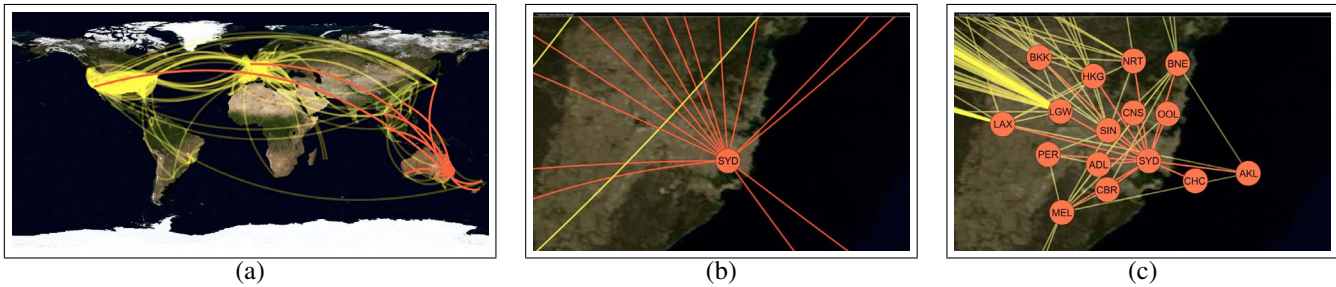 SYD
BKK
NRT
BNE
HKG
LGW
CNS
OOL
LAX
SIN
PER
ADL
SYD
AKL
CBR
CHC
MEL
(a)
(b)
(c)